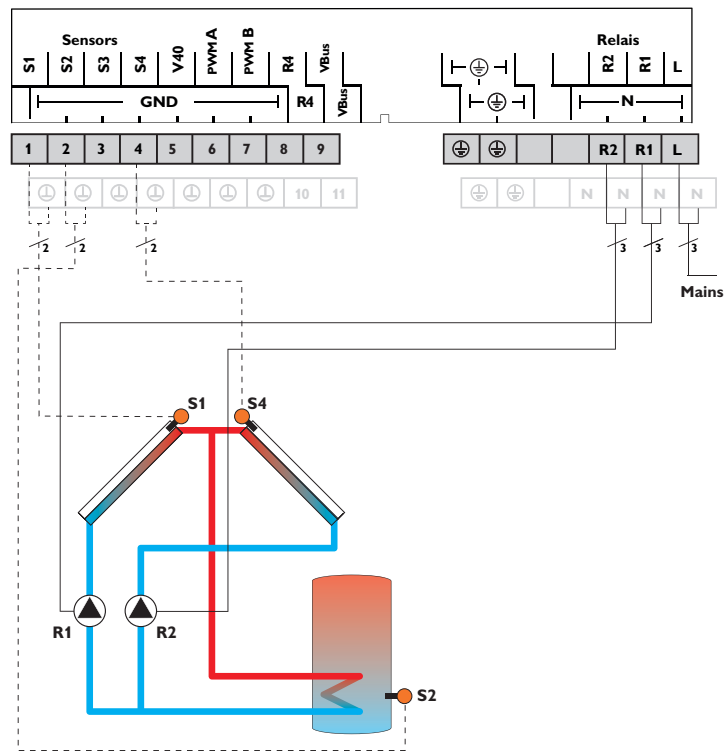 Sensors
Relais
S1 S2 S3 S4 V40 PWM A PWM B R4 VBus
R2 R1 L
GND R4 VBus
N
1 2 3 4 5 6 7 8 9
R2 R1 L
10 11
N N N N
2 2 2
3 3 3
Mains
S1 S4
R1 R2
S2